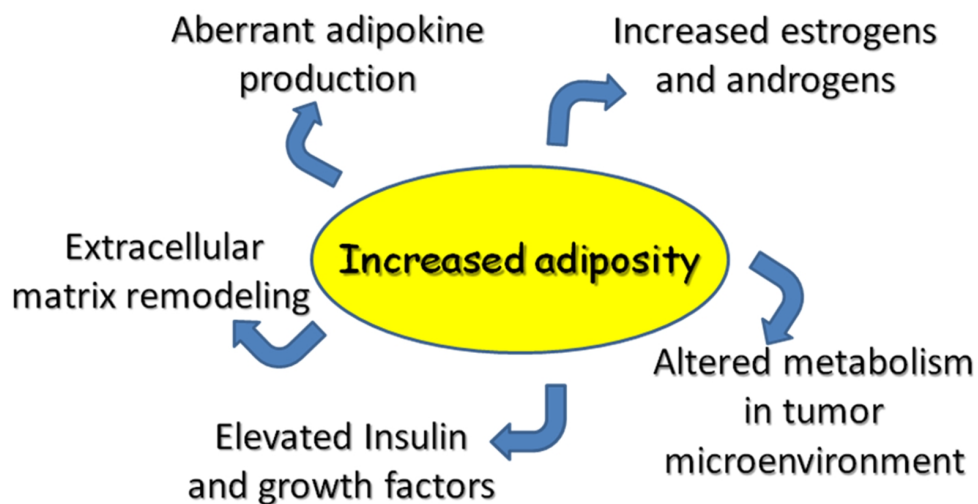 Aberrant adipokine
production
Increased estrogens
and androgens
Increased adiposity
Extracellular
matrix remodeling
Altered metabolism
in tumor
microenvironment
Elevated Insulin
and growth factors